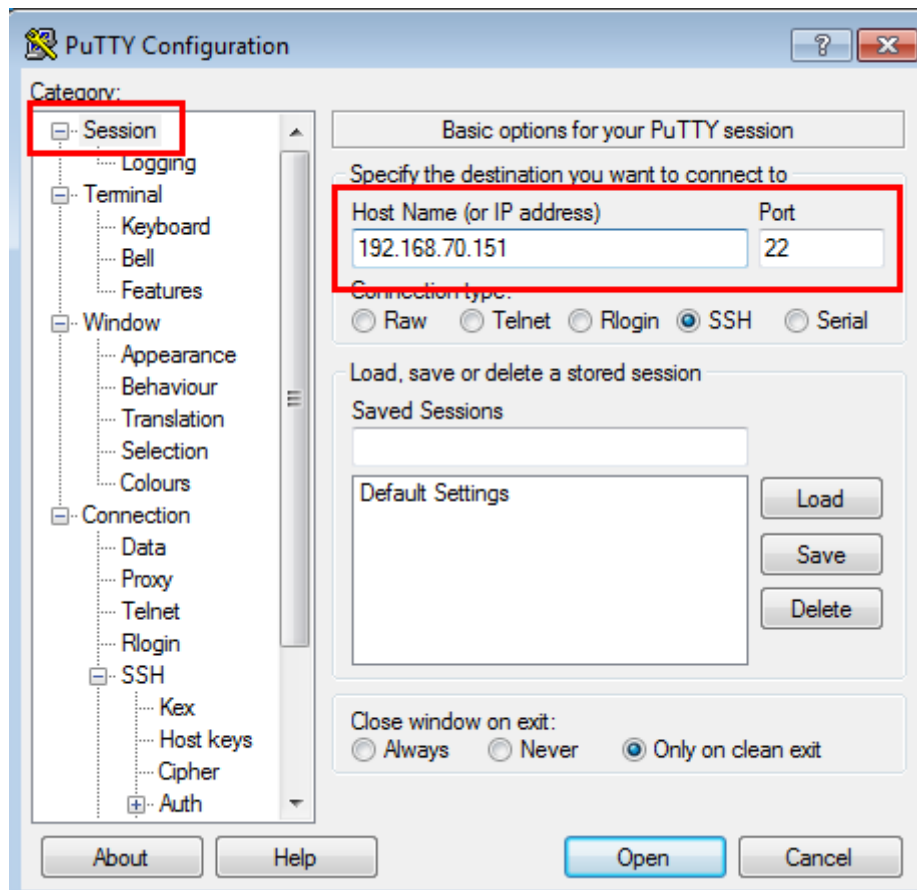 PuTTY Configuration
Category:
Session
Logging
Terminal
Keyboard
Bell
Features
Window
Appearance
Behaviour
Translation
Selection
Colours
Connection
Data
Proxy
Telnet
Rlogin
SSH
Kex
Host keys
Cipher
Auth
Basic options for your PuTTY session
Specify the destination you want to connect to
Host Name (or IP address) Port
192.168.70.151 22
Connection type:
Raw Telnet Rlogin SSH Serial
Load, save or delete a stored session
Saved Sessions
Default Settings
Load
Save
Delete
Close window on exit:
Always Never Only on clean exit
About Help Open Cancel